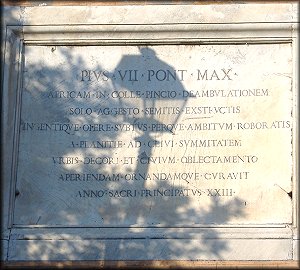 PIVS · VII · PONT · MAX ·
APRICAM · IN · COLLE · PINCIO · DEAMBVLATIONEM
SOLO · AGGESTO · SEMITIS · EXSTRVCTIS
INGENTIQVE · OPERE · SVBTVS · PERQVE · AMBITVM · ROBORATIS
A · PLANITIE · AD · CLIVI · SVMMITATEM
VRBIS · DECORI · ET · CIVIVM · OBLECTAMENTO
APERIENDAM · ORNANDAMQVE · CVRAVIT
ANNO · SACRI · PRINCIPATVS · XXIII ·